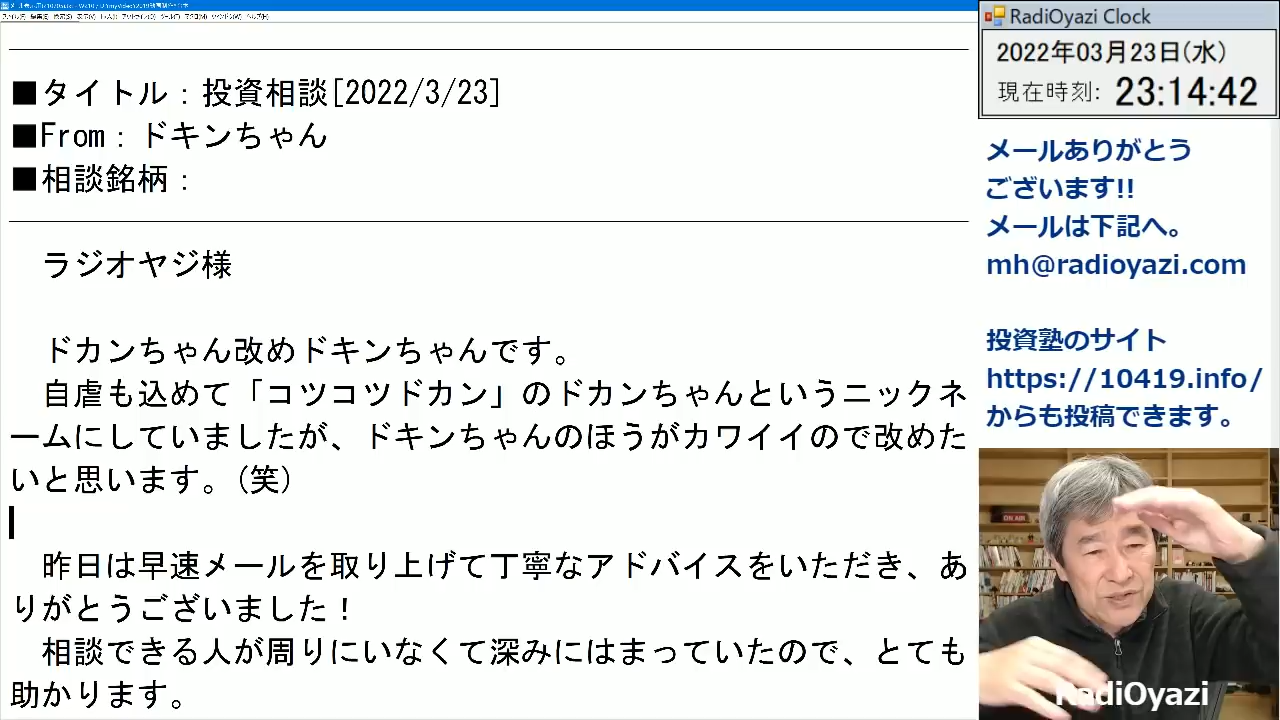 ■タイトル：投資相談[2022/3/23]
■From：ドキンちゃん
■相談銘柄：
ラジオヤジ様
ドカンちゃん改めドキンちゃんです。
自虐も込めて「コツコツドカン」のドカンちゃんというニックネ
ームにしていましたが、ドキンちゃんのほうがカワイイので改めた
いと思います。(笑)
昨日は早速メールを取り上げて丁寧なアドバイスをいただき、あ
りがとうございました！
相談できる人が周りにいなくて深みにはまっていたので、とても
助かります。
RadiOyazi Clock
2022年03月23日(水)
現在時刻: 23:14:42
メールありがとう
ございます!!
メールは下記へ。
mh@radioyazi.com
投資塾のサイト
https://10419.info/
からも投稿できます。
ON AIR
RadiOyazi